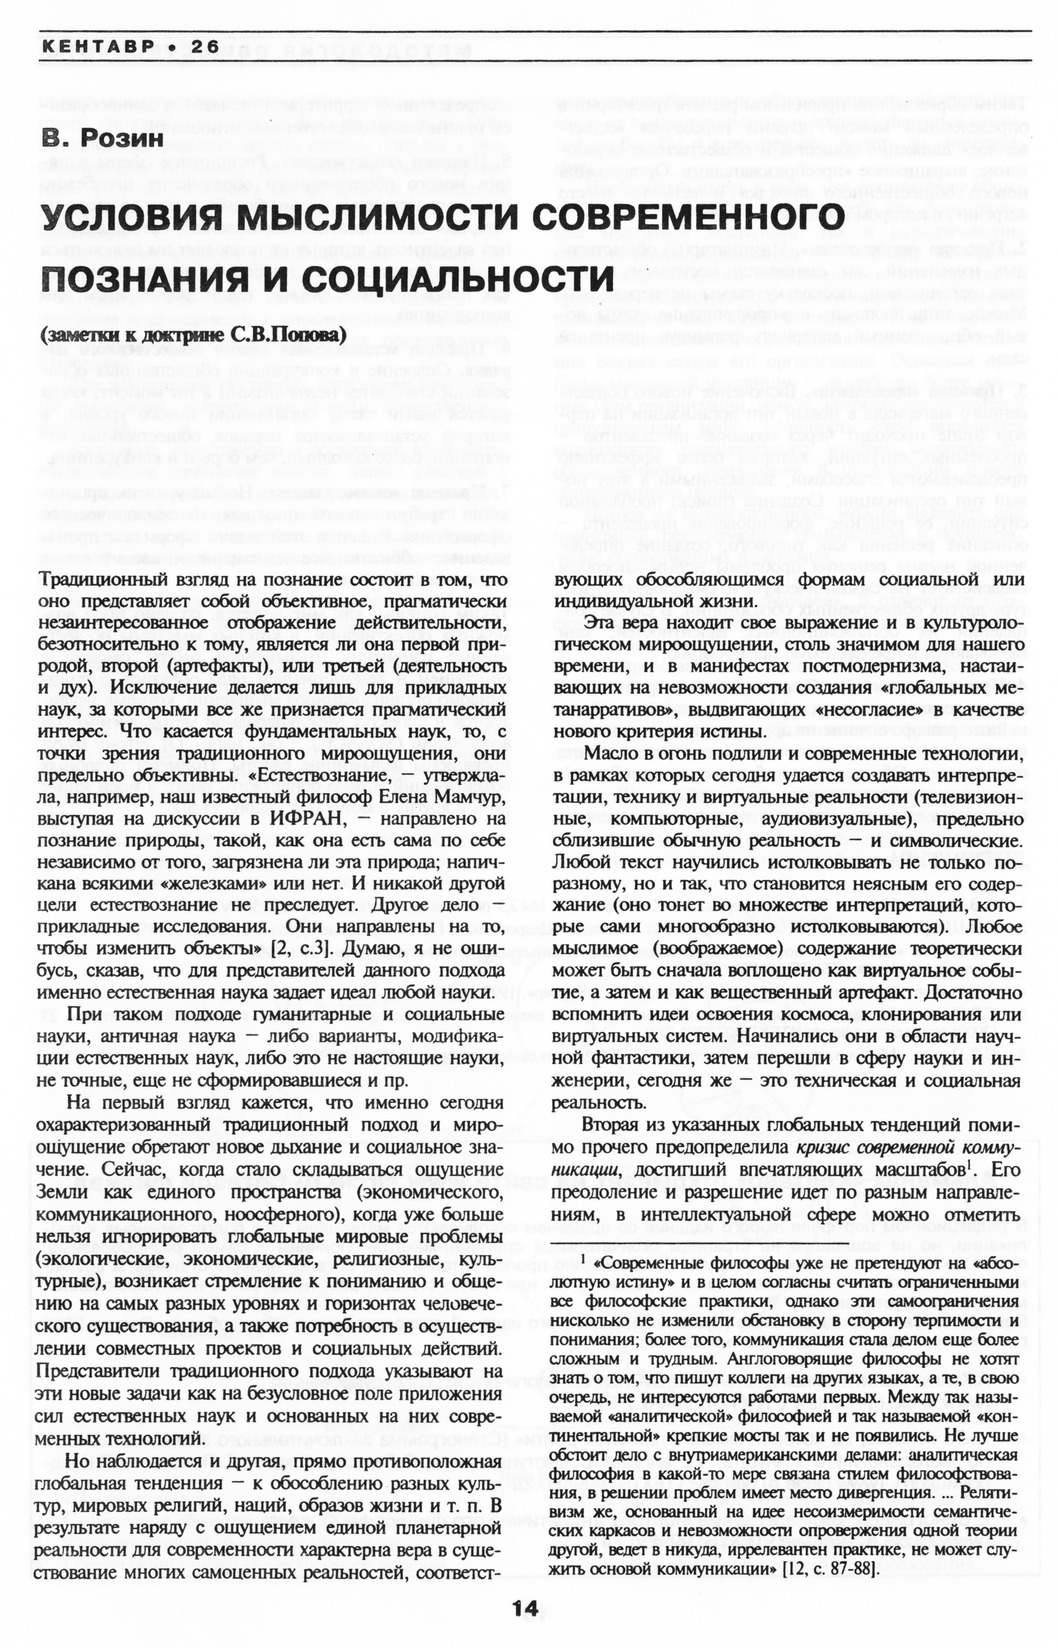 КЕНТАВР • 26
В. Розин
УСЛОВИЯ МЫСЛИМОСТИ СОВРЕМЕННОГО
ПОЗНАНИЯ И СОЦИАЛЬНОСТИ
(заметки к доктрине С.В.Попова)
Традиционный взгляд на познание состоит в том, что
оно представляет собой объективное, прагматически
незаинтересованное отображение действительности,
безотносительно к тому, является ли она первой при-
родой, второй (артефакты), или третьей (деятельность
и дух). Исключение делается лишь для прикладных
наук, за которыми все же признается прагматический
интерес. Что касается фундаментальных наук, то, с
точки зрения традиционного мироощущения, они
предельно объективны. «Естествознание, — утвержда-
ла, например, наш известный философ Елена Мамчур,
выступая на дискуссии в ИФРАН, — направлено на
познание природы, такой, как она есть сама по себе
независимо от того, загрязнена ли эта природа; напич-
кана всякими «железками» или нет. И никакой другой
цели естествознание не преследует. Другое дело —
прикладные исследования. Они направлены на то,
чтобы изменить объекты» [2, с.3]. Думаю, я не оши-
бусь, сказав, что для представителей данного подхода
именно естественная наука задает идеал любой науки.
При таком подходе гуманитарные и социальные
науки, античная наука — либо варианты, модифика-
ции естественных наук, либо это не настоящие науки,
не точные, еще не сформировавшиеся и пр.
На первый взгляд кажется, что именно сегодня
охарактеризованный традиционный подход и миро-
ощущение обретают новое дыхание и социальное зна-
чение. Сейчас, когда стало складываться ощущение
Земли как единого пространства (экономического,
коммуникационного, ноосферного), когда уже больше
нельзя игнорировать глобальные мировые проблемы
(экологические, экономические, религиозные, куль-
турные), возникает стремление к пониманию и обще-
нию на самых разных уровнях и горизонтах человече-
ского существования, а также потребность в осуществ-
лении совместных проектов и социальных действий.
Представители традиционного подхода указывают на
эти новые задачи как на безусловное поле приложения
сил естественных наук и основанных на них совре-
менных технологий.
Но наблюдается и другая, прямо противоположная
глобальная тенденция — к обособлению разных куль-
тур, мировых религий, наций, образов жизни и т. п. В
результате наряду с ощущением единой планетарной
реальности для современности характерна вера в суще-
ствование многих самоценных реальностей, соответст-
вующих обособляющимся формам социальной или
индивидуальной жизни.
Эта вера находит свое выражение и в культуроло-
гическом мироощущении, столь значимом для нашего
времени, и в манифестах постмодернизма, настаи-
вающих на невозможности создания «глобальных ме-
танарративов», выдвигающих «несогласие» в качестве
нового критерия истины.
Масло в огонь подлили и современные технологии,
в рамках которых сегодня удается создавать интерпре-
тации, технику и виртуальные реальности (телевизион-
ные, компьюторные, аудиовизуальные), предельно
сблизившие обычную реальность — и символические.
Любой текст научились истолковывать не только по-
разному, но и так, что становится неясным его содер-
жание (оно тонет во множестве интерпретаций, кото-
рые сами многообразно истолковываются). Любое
мыслимое (воображаемое) содержание теоретически
может быть сначала воплощено как виртуальное собы-
тие, а затем и как вещественный артефакт. Достаточно
вспомнить идеи освоения космоса, клонирования или
виртуальных систем. Начинались они в области науч-
ной фантастики, затем перешли в сферу науки и ин-
женерии, сегодня же — это техническая и социальная
реальность.
Вторая из указанных глобальных тенденций поми-
мо прочего предопределила кризис современной комму-
никации, достигший впечатляющих масштабов¹. Его
преодоление и разрешение идет по разным направле-
ниям, в интеллектуальной сфере можно отметить
1 «Современные философы уже не претендуют на «абсо-
лютную истину» и в целом согласны считать ограниченными
все философские практики, однако эти самоограничения
нисколько не изменили обстановку в сторону терпимости и
понимания; более того, коммуникация стала делом еще более
сложным и трудным. Англоговорящие философы не хотят
знать о том, что пишут коллеги на других языках, а те, в свою
очередь, не интересуются работами первых. Между так назы-
ваемой «аналитической» философией и так называемой «кон-
тинентальной» крепкие мосты так и не появились. Не лучше
обстоит дело с внутриамериканскими делами: аналитическая
философия в какой-то мере связана стилем философствова-
ния, в решении проблем имеет место дивергенция. ... Реляти-
визм же, основанный на идее несоизмеримости семантиче-
ских каркасов и невозможности опровержения одной теории
другой, ведет в никуда, иррелевантен практике, не может слу-
жить основой коммуникации» [12, с. 87-88].
14